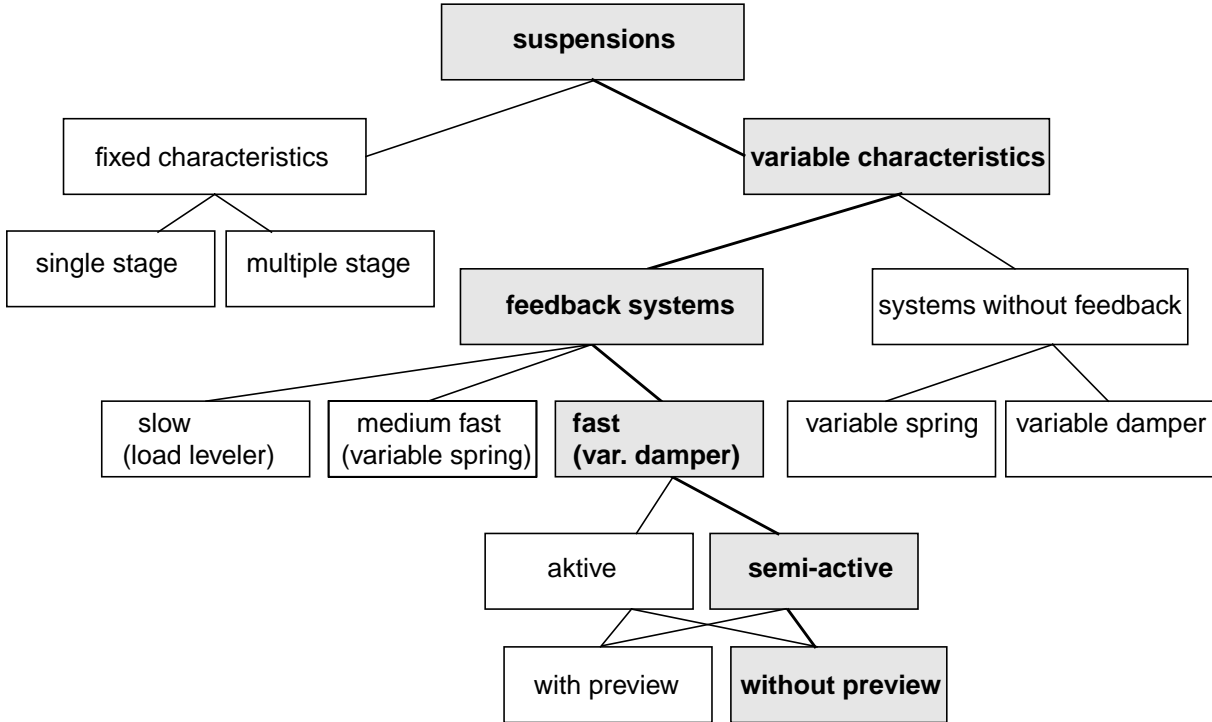 suspensions
fixed characteristics
variable characteristics
single stage
multiple stage
feedback systems
systems without feedback
slow
(load leveler)
medium fast
(variable spring)
fast
(var. damper)
variable spring
variable damper
aktive
semi-active
with preview
without preview